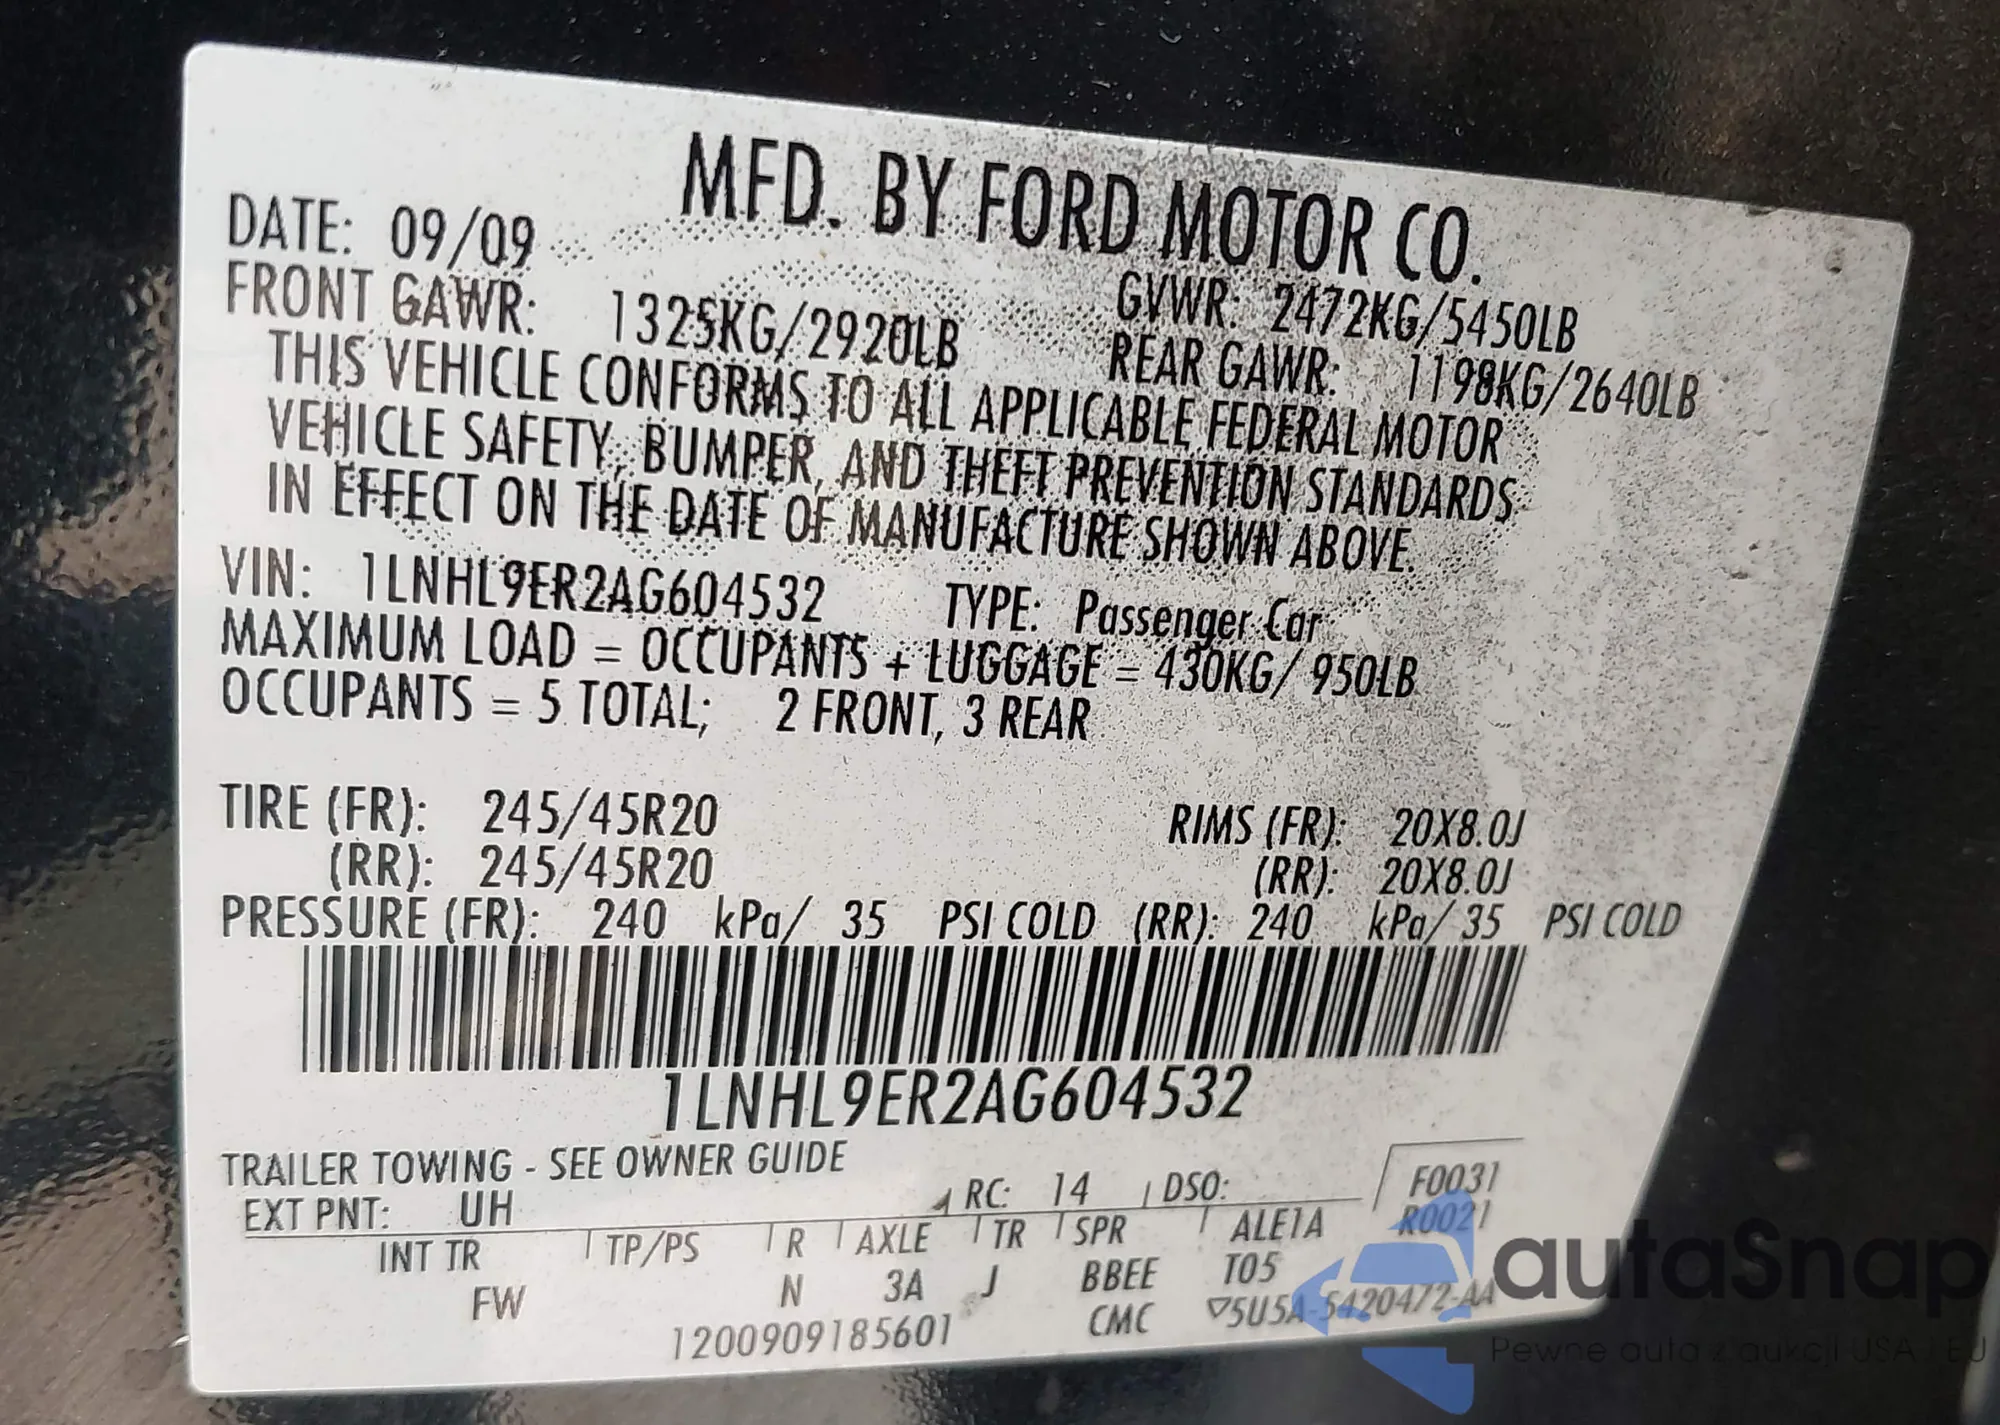 MFD. BY FORD MOTOR CO.
DATE: 09/09 GVWR: 2472KG/5450LB
FRONT GAWR: 1325KG/2920LB REAR GAWR: 1198KG/2640LB
THIS VEHICLE CONFORMS TO ALL APPLICABLE FEDERAL MOTOR
VEHICLE SAFETY, BUMPER, AND THEFT PREVENTION STANDARDS
IN EFFECT ON THE DATE OF MANUFACTURE SHOWN ABOVE.
VIN: 1LNHL9ER2AG604532 TYPE: Passenger Car
MAXIMUM LOAD = OCCUPANTS + LUGGAGE = 430KG/ 950LB
OCCUPANTS = 5 TOTAL; 2 FRONT, 3 REAR
TIRE (FR): 245/45R20 RIMS (FR): 20X8.0J
(RR): 245/45R20 (RR): 20X8.0J
PRESSURE (FR): 240 kPa/ 35 PSI COLD (RR): 240 kPa/ 35 PSI COLD
1LNHL9ER2AG604532
TRAILER TOWING - SEE OWNER GUIDE
EXT PNT: UH RC: 14 DSO: F0031
R0021
INT TR TP/PS R AXLE TR SPR ALE1A
FW N 3A J BBEE T05
1200909185601 CMC ▽5U5A-5420472-AA
autaSnap
Pewne auta z aukcji USA i EU